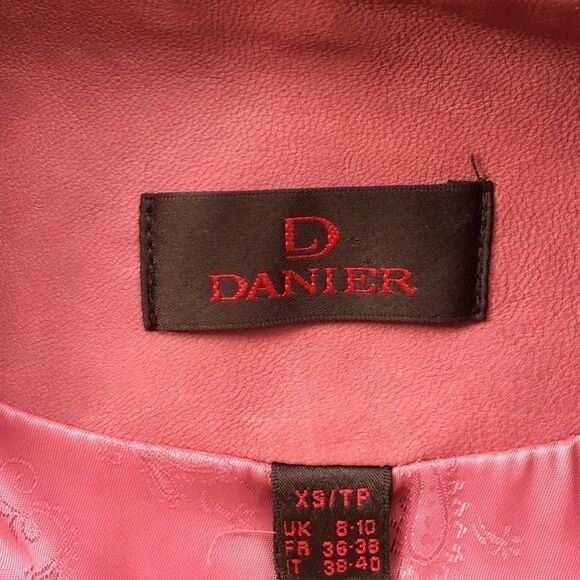 D
DANIER
XS/TP
UK 8-10
FR 36-38
IT 38-40